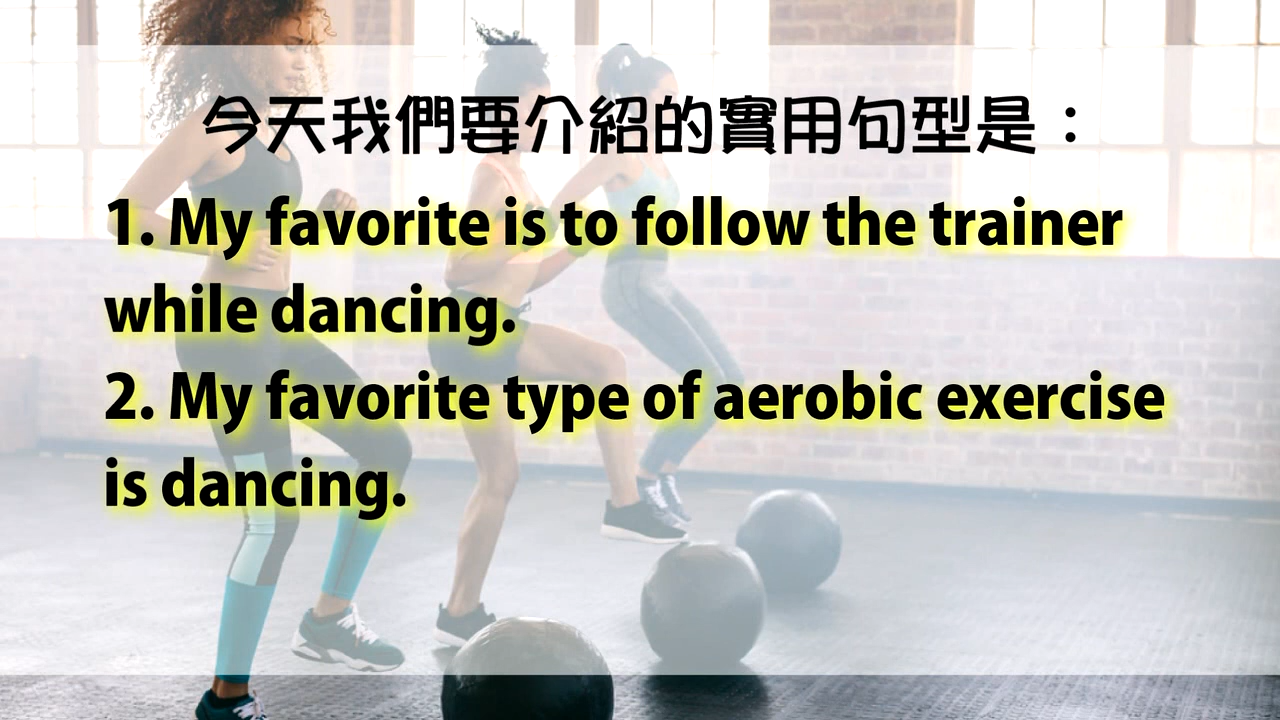 今天我們要介紹的實用句型是：
1. My favorite is to follow the trainer
while dancing.
2. My favorite type of aerobic exercise
is dancing.